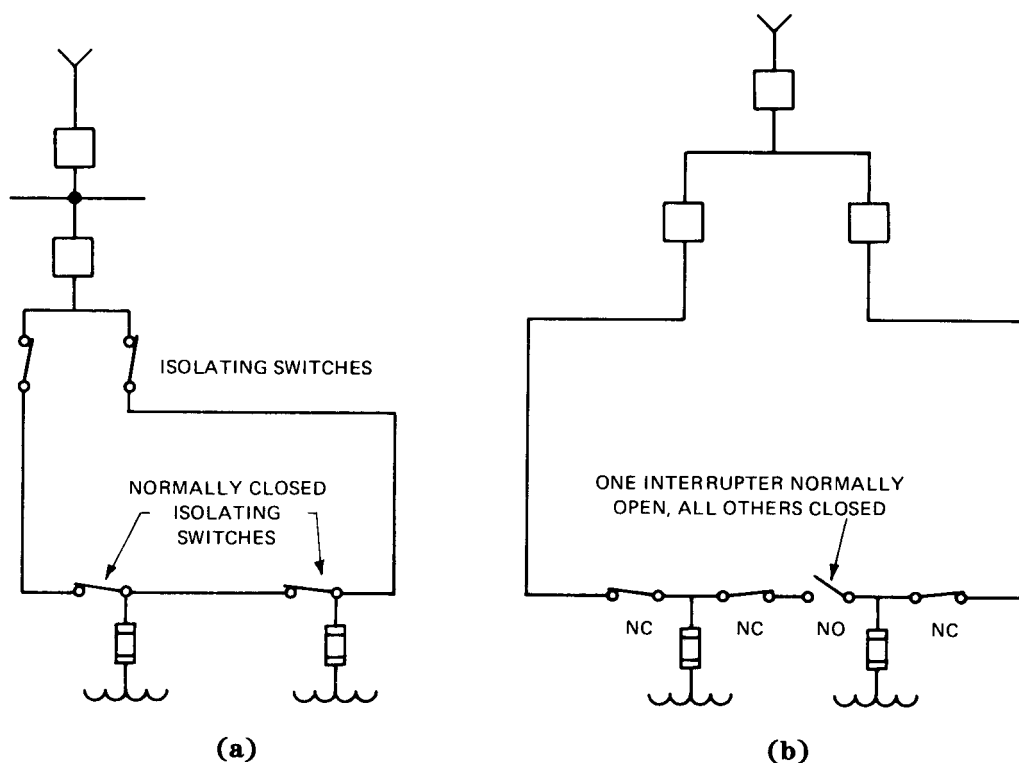 ISOLATING SWITCHES
NORMALLY CLOSED
ISOLATING
SWITCHES
(a)
ONE INTERRUPTER NORMALLY
OPEN, ALL OTHERS CLOSED
NC
NC
NO
NC
(b)